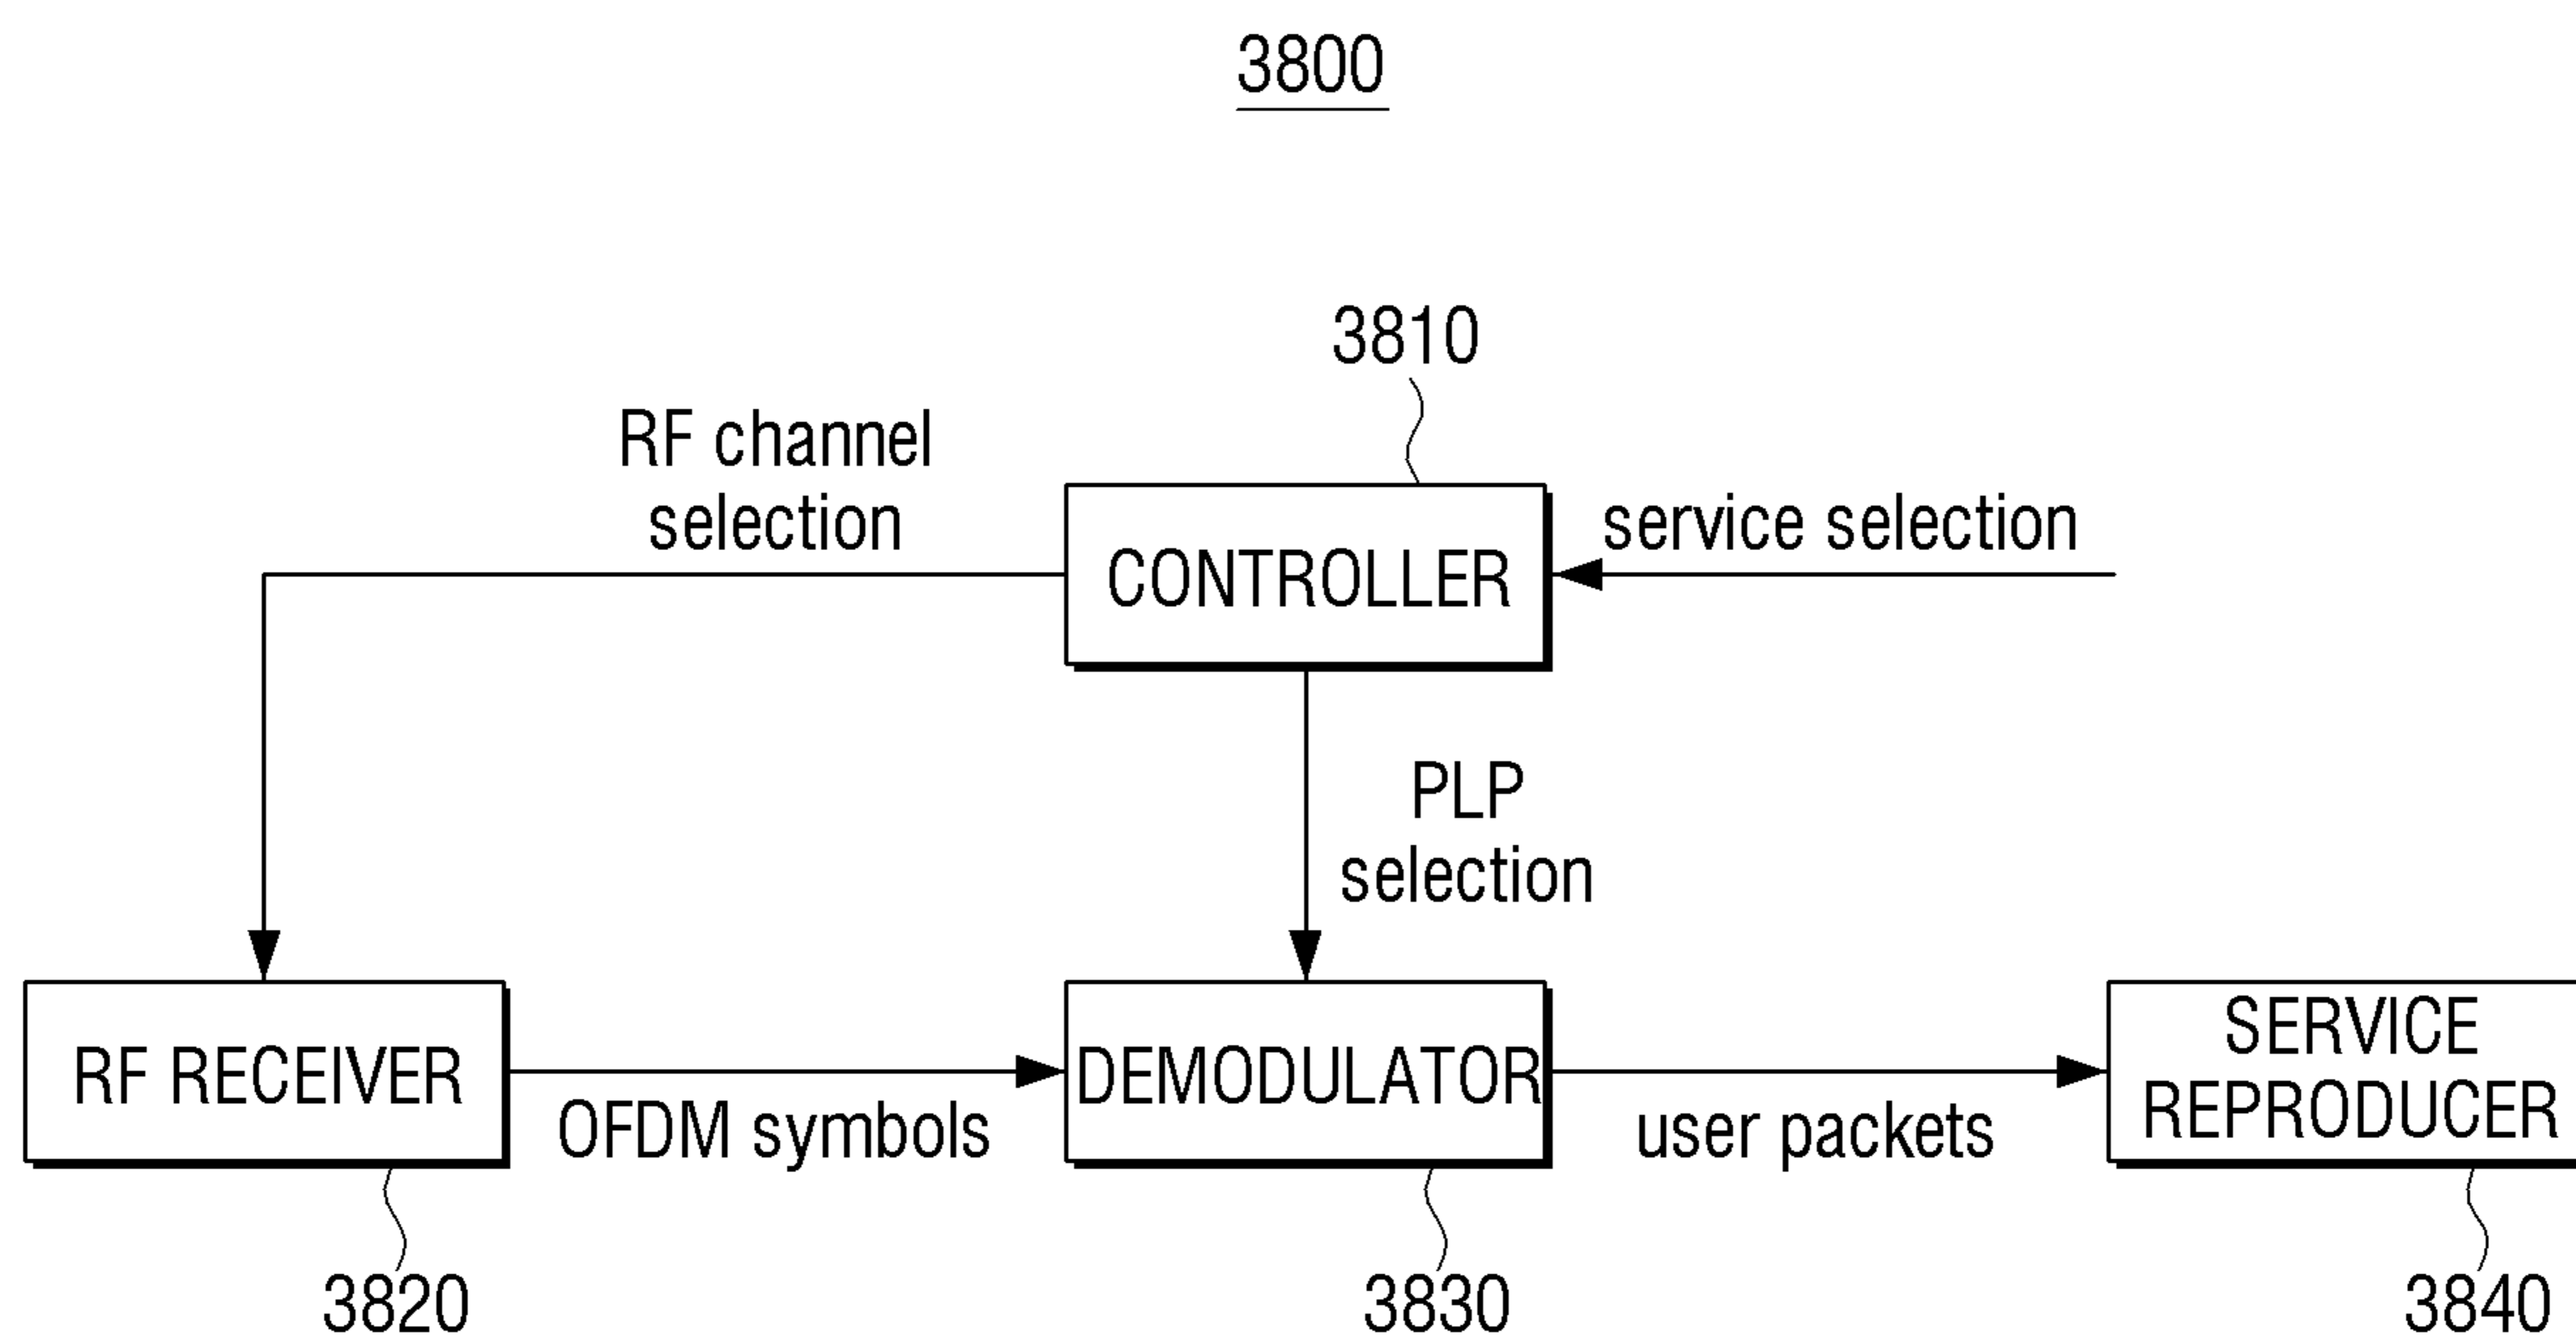 3800
3810
RF channel
selection
CONTROLLER
service selection
PLP
selection
RF RECEIVER
OFDM symbols
DEMODULATOR
user packets
SERVICE
REPRODUCER
3820
3830
3840